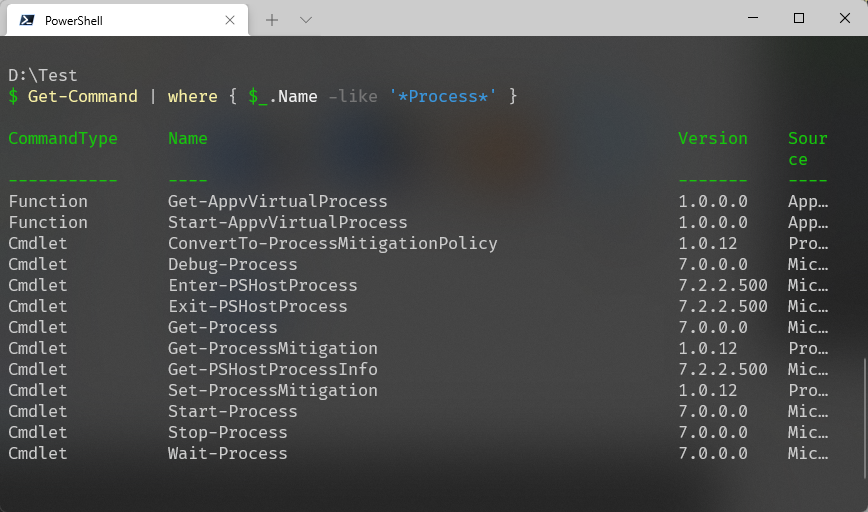 PowerShell
D:\Test
$ Get-Command | where { $_.Name -like '*Process*' }
CommandType Name Version Sour
ce
----------- ---- ------- ----
Function Get-AppvVirtualProcess 1.0.0.0 App…
Function Start-AppvVirtualProcess 1.0.0.0 App…
Cmdlet ConvertTo-ProcessMitigationPolicy 1.0.12 Pro…
Cmdlet Debug-Process 7.0.0.0 Mic…
Cmdlet Enter-PSHostProcess 7.2.2.500 Mic…
Cmdlet Exit-PSHostProcess 7.2.2.500 Mic…
Cmdlet Get-Process 7.0.0.0 Mic…
Cmdlet Get-ProcessMitigation 1.0.12 Pro…
Cmdlet Get-PSHostProcessInfo 7.2.2.500 Mic…
Cmdlet Set-ProcessMitigation 1.0.12 Pro…
Cmdlet Start-Process 7.0.0.0 Mic…
Cmdlet Stop-Process 7.0.0.0 Mic…
Cmdlet Wait-Process 7.0.0.0 Mic…